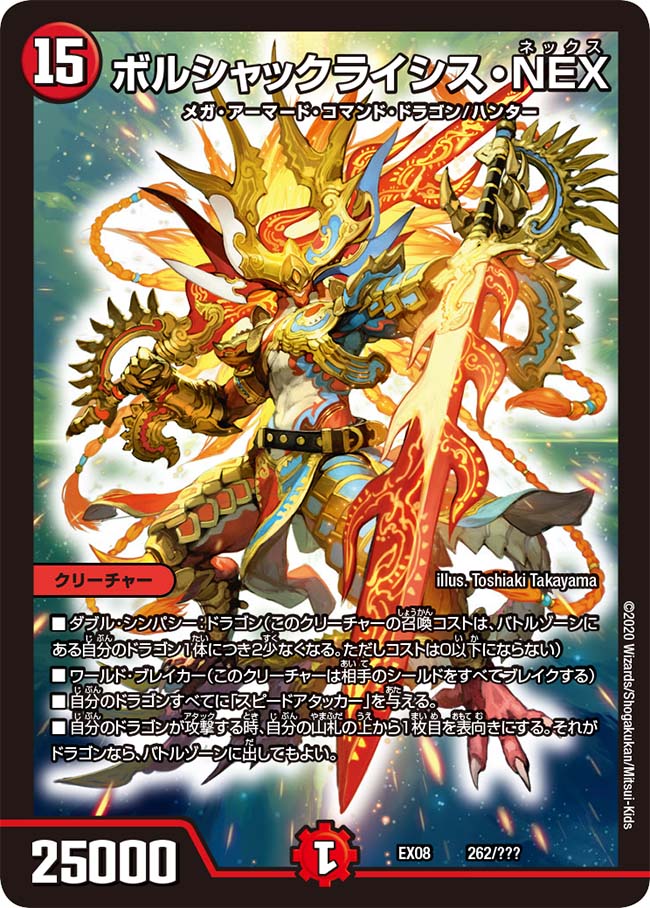 15
ネックス
ボルシャックライシス・NEX
メガ・アーマード・コマンド・ドラゴン/ハンター
クリーチャー
illus. Toshiaki Takayama
■ダブル・シンパシー:ドラゴン(このクリーチャーの召喚コストは、バトルゾーンに
ある自分のドラゴン1体につき2少なくなる。ただしコストは0以下にならない)
■ワールド・ブレイカー(このクリーチャーは相手のシールドをすべてブレイクする)
■自分のドラゴンすべてに「スピードアタッカー」を与える。
■自分のドラゴンが攻撃する時、自分の山札の上から1枚目を表向きにする。それが
ドラゴンなら、バトルゾーンに出してもよい。
©2020 Wizards/Shogakukan/Mitsui-Kids
25000
1
EX08 262/???